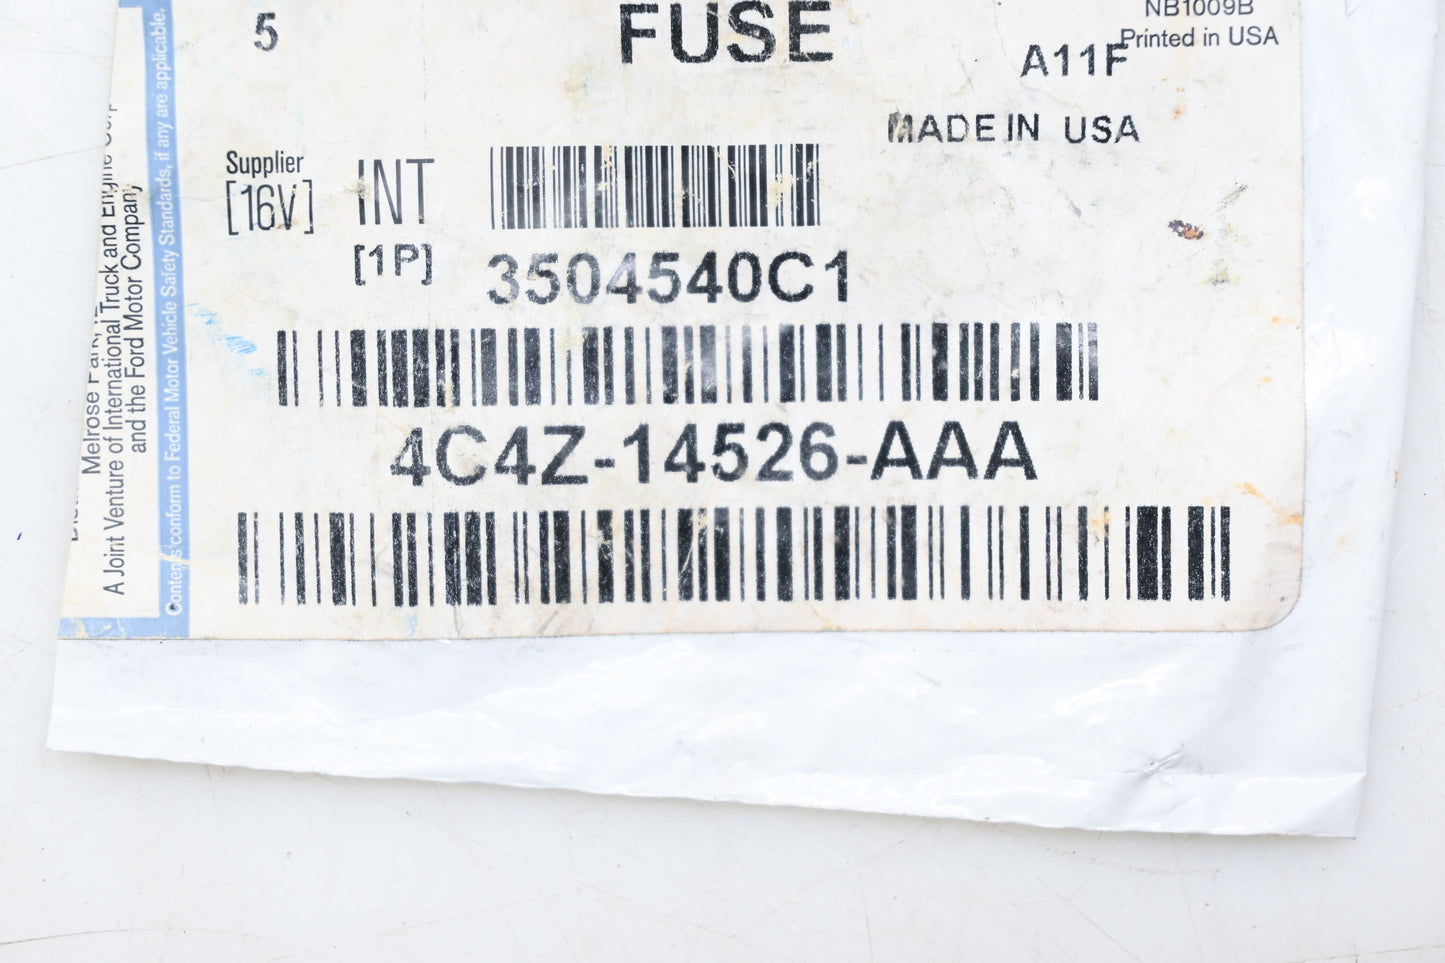 5
FUSE
NB1009B
Printed in USA
A11F
MADE IN USA
Supplier
[16V]
INT
[1P]
3504540C1
4C4Z-14526-AAA
Melrose Park,
A Joint Venture of International Truck and Engine Corp
and the Ford Motor Company
Contents conform to Federal Motor Vehicle Safety Standards, if any are applicable.